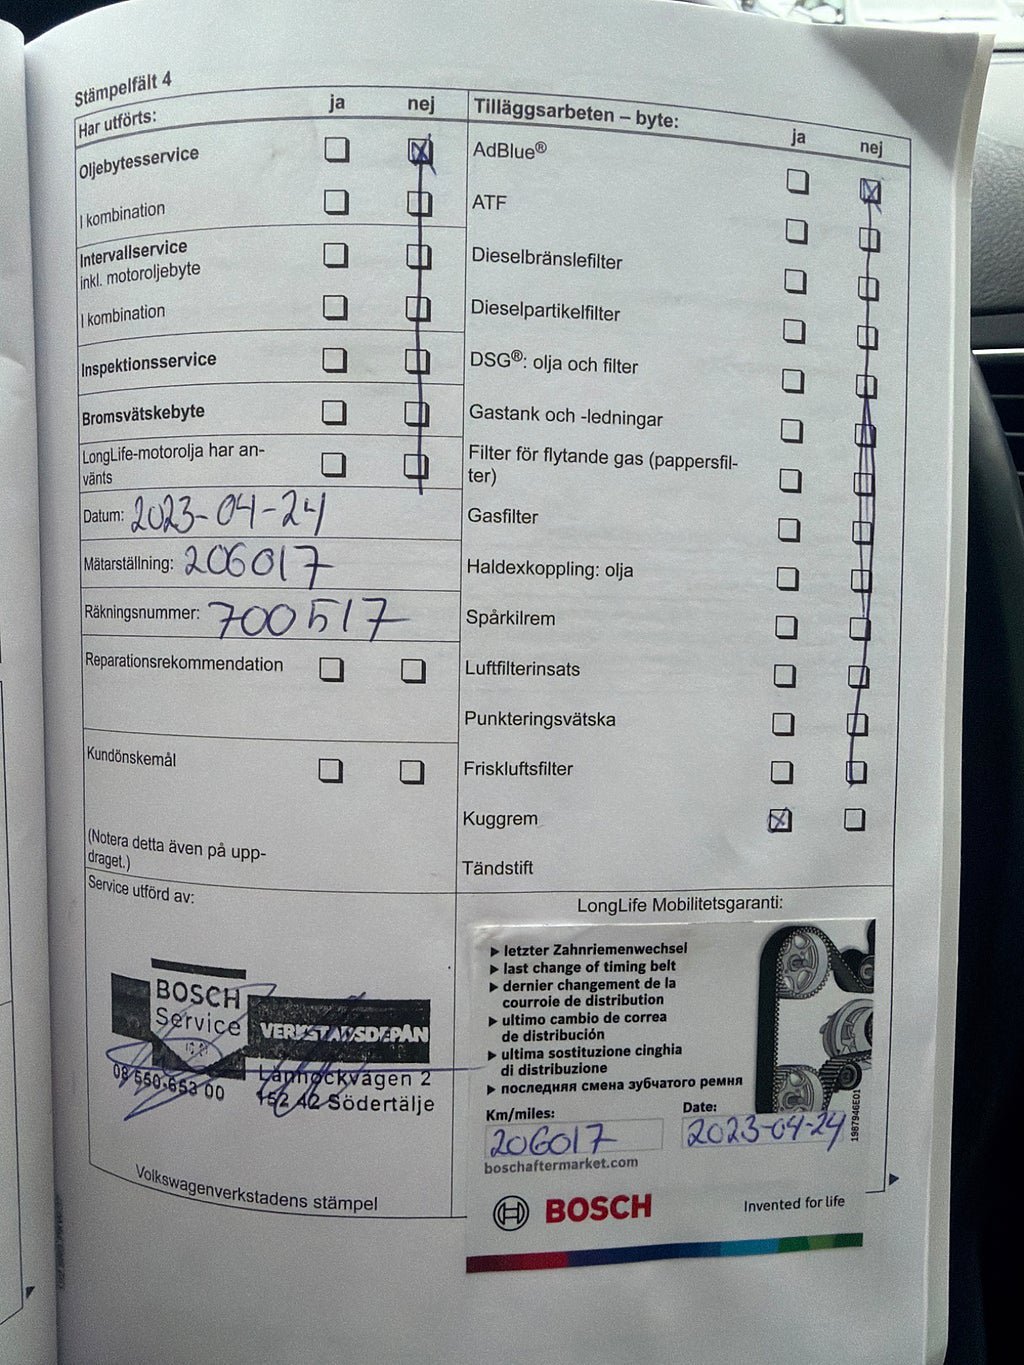 Stämpelfält 4
Har utförts: ja nej
Oljebytesservice
I kombination
Intervallservice
inkl. motoroljebyte
I kombination
Inspektionsservice
Bromsvätskebyte
LongLife-motorolja har an-
vänts
Datum: 2023-04-24
Mätarställning: 206017
Räkningsnummer: 700517
Reparationsrekommendation
Kundönskemål
(Notera detta även på upp-
draget.)
Service utförd av:
BOSCH
Service
VERKSTADSDEPÅN
08 550-653 00
Lanhockvägen 2
152 42 Södertälje
Volkswagenverkstadens stämpel
Tilläggsarbeten – byte: ja nej
AdBlue®
ATF
Dieselbränslefilter
Dieselpartikelfilter
DSG®: olja och filter
Gastank och -ledningar
Filter för flytande gas (pappersfil-
ter)
Gasfilter
Haldexkoppling: olja
Spårkilrem
Luftfilterinsats
Punkteringsvätska
Friskluftsfilter
Kuggrem
Tändstift
LongLife Mobilitetsgaranti:
letzter Zahnriemenwechsel
last change of timing belt
dernier changement de la
courroie de distribution
ultimo cambio de correa
de distribución
ultima sostituzione cinghia
di distribuzione
последняя смена зубчатого ремня
Km/miles: Date:
206017 2023-04-24
boschaftermarket.com
1987946E01
BOSCH
Invented for life